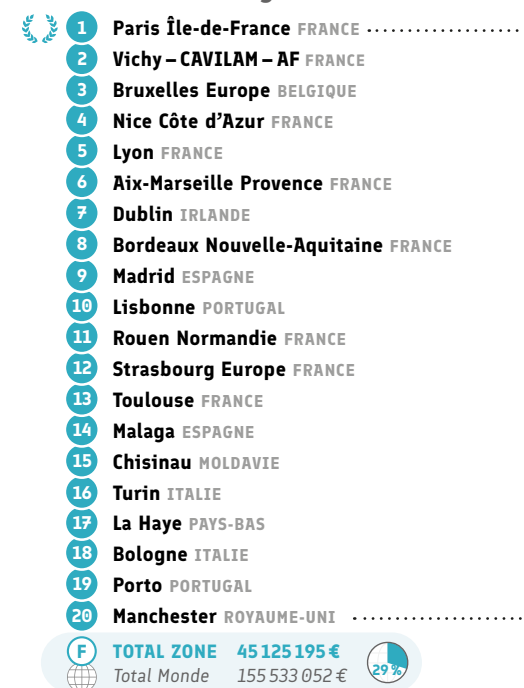 1 Paris Île-de-France FRANCE
2 Vichy – CAVILAM – AF FRANCE
3 Bruxelles Europe BELGIQUE
4 Nice Côte d'Azur FRANCE
5 Lyon FRANCE
6 Aix-Marseille Provence FRANCE
7 Dublin IRLANDE
8 Bordeaux Nouvelle-Aquitaine FRANCE
9 Madrid ESPAGNE
10 Lisbonne PORTUGAL
11 Rouen Normandie FRANCE
12 Strasbourg Europe FRANCE
13 Toulouse FRANCE
14 Malaga ESPAGNE
15 Chisinau MOLDAVIE
16 Turin ITALIE
17 La Haye PAYS-BAS
18 Bologne ITALIE
19 Porto PORTUGAL
20 Manchester ROYAUME-UNI
F TOTAL ZONE 45 125 195 €
Total Monde 155 533 052 €
29 %